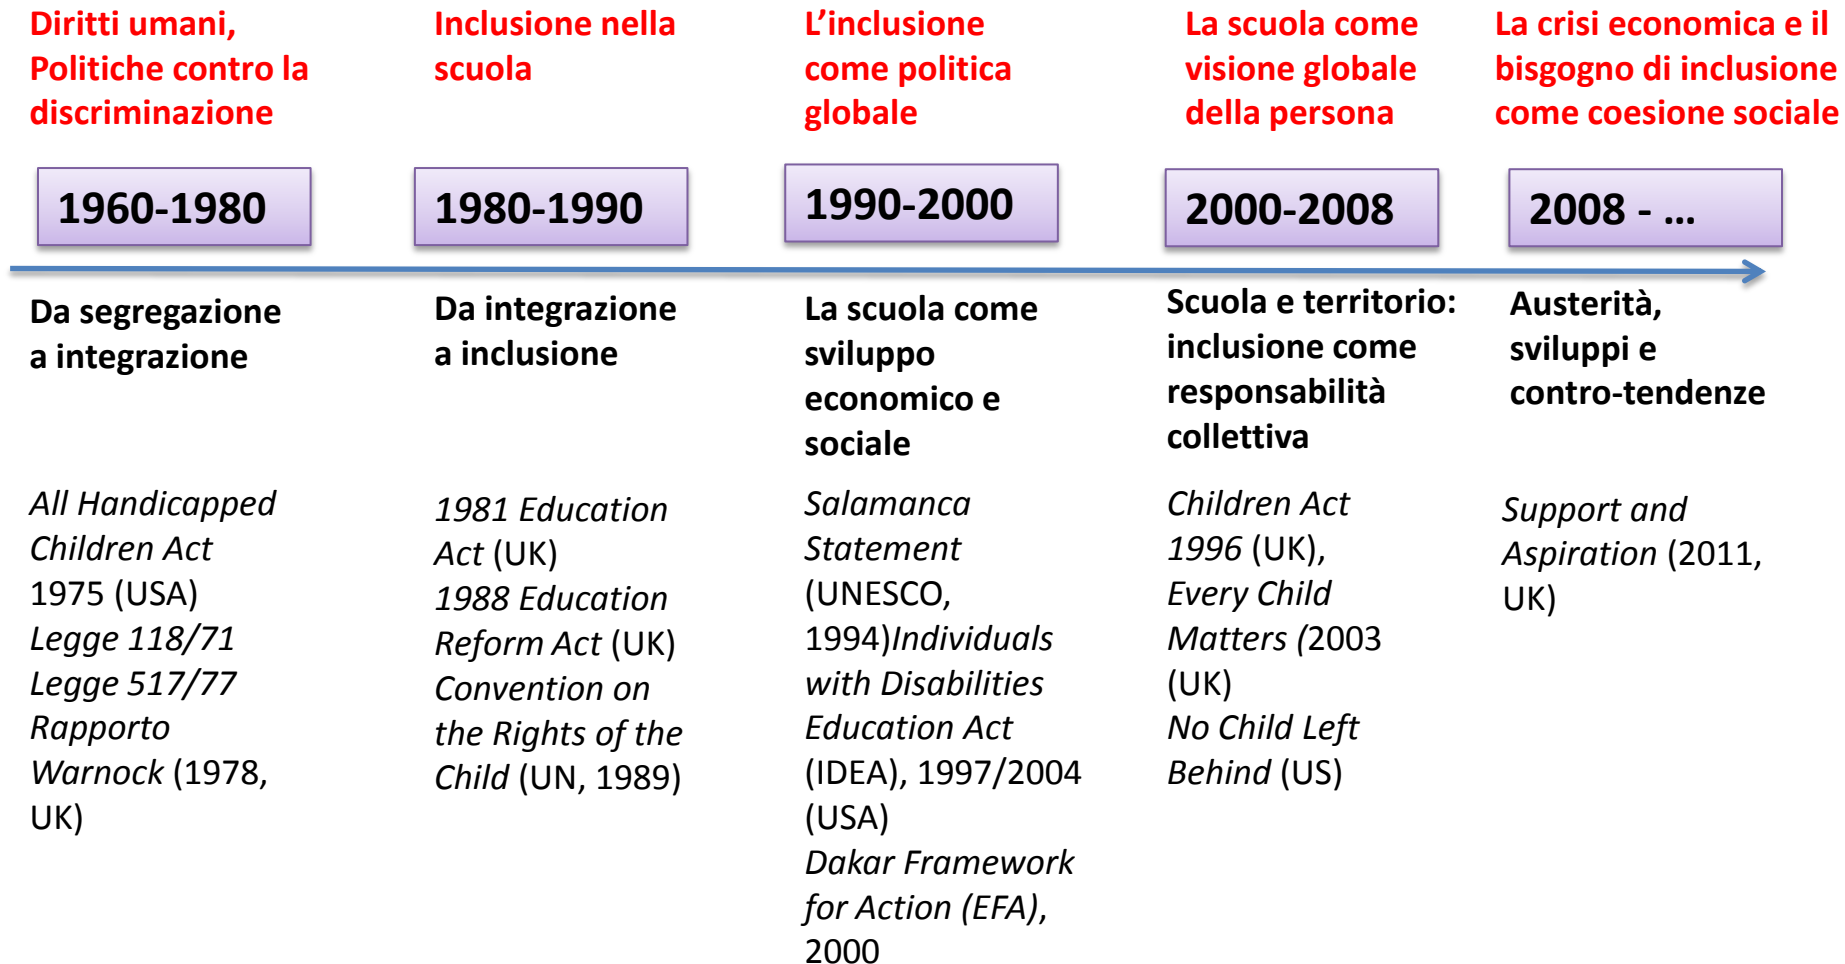 Diritti umani,
Politiche contro la
discriminazione
Inclusione nella
scuola
L’inclusione
come politica
globale
La scuola come
visione globale
della persona
La crisi economica e il
bisgogno di inclusione
come coesione sociale
1960-1980
1980-1990
1990-2000
2000-2008
2008 - ...
Da segregazione
a integrazione
Da integrazione
a inclusione
La scuola come
sviluppo
economico e
sociale
Scuola e territorio:
inclusione come
responsabilità
collettiva
Austerità,
sviluppi e
contro-tendenze
All Handicapped
Children Act
1975 (USA)
Legge 118/71
Legge 517/77
Rapporto
Warnock (1978,
UK)
1981 Education
Act (UK)
1988 Education
Reform Act (UK)
Convention on
the Rights of the
Child (UN, 1989)
Salamanca
Statement
(UNESCO,
1994)Individuals
with Disabilities
Education Act
(IDEA), 1997/2004
(USA)
Dakar Framework
for Action (EFA),
2000
Children Act
1996 (UK),
Every Child
Matters (2003
(UK)
No Child Left
Behind (US)
Support and
Aspiration (2011,
UK)